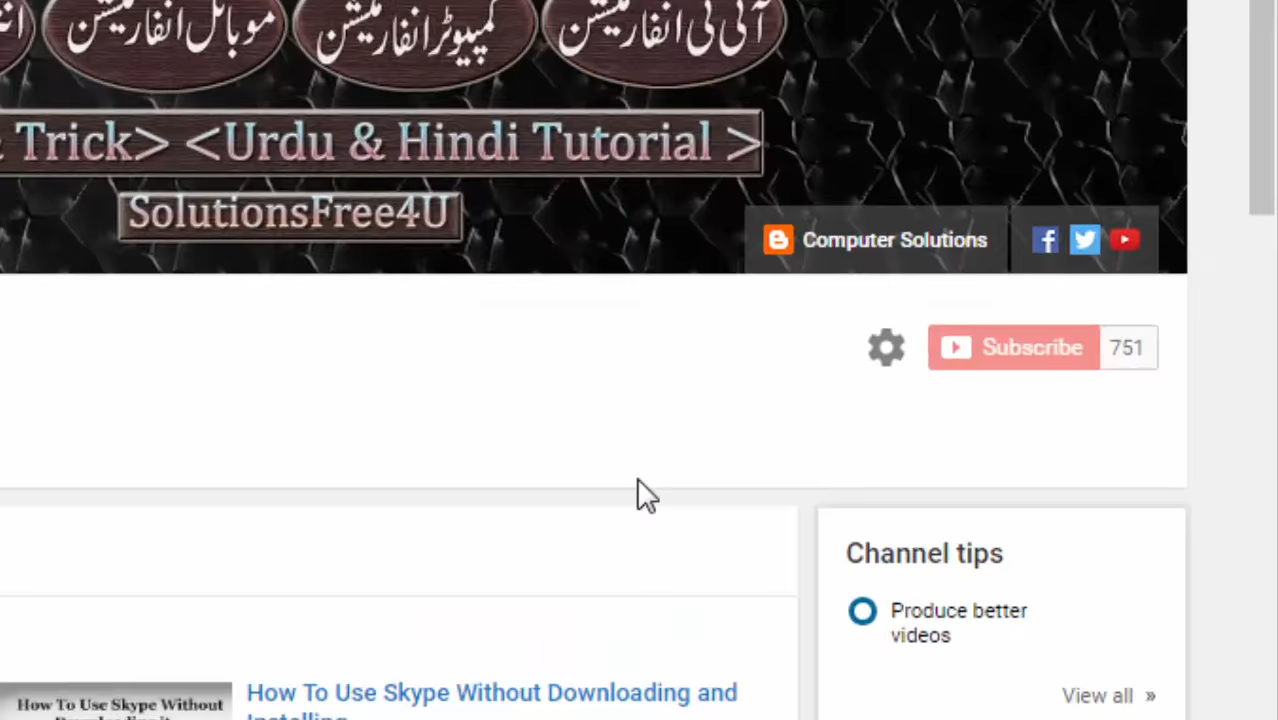 موبائل انفارمیشن کمپیوٹر انفارمیشن آئی ٹی انفارمیشن
Trick> <Urdu & Hindi Tutorial >
SolutionsFree4U
Computer Solutions
Subscribe 751
Channel tips
Produce better
videos
View all »
How To Use Skype Without
How To Use Skype Without Downloading and
Installing